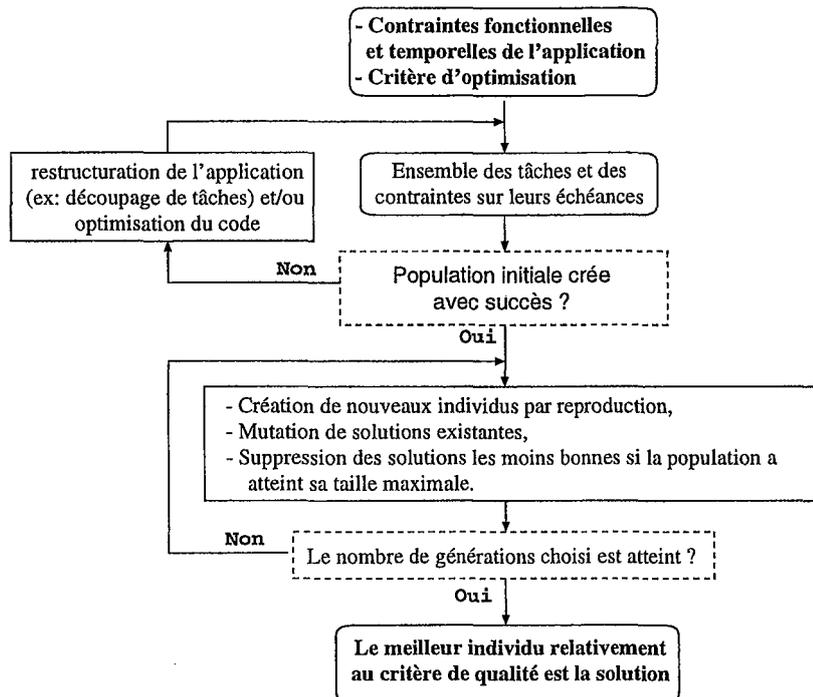 - Contraintes fonctionnelles
et temporelles de l'application
- Critère d'optimisation
restructuration de l'application
(ex: découpage de tâches) et/ou
optimisation du code
Ensemble des tâches et des
contraintes sur leurs échéances
Non
Population initiale crée
avec succès ?
Oui
- Création de nouveaux individus par reproduction,
- Mutation de solutions existantes,
- Suppression des solutions les moins bonnes si la population a
atteint sa taille maximale.
Non
Le nombre de générations choisi est atteint ?
Oui
Le meilleur individu relativement
au critère de qualité est la solution